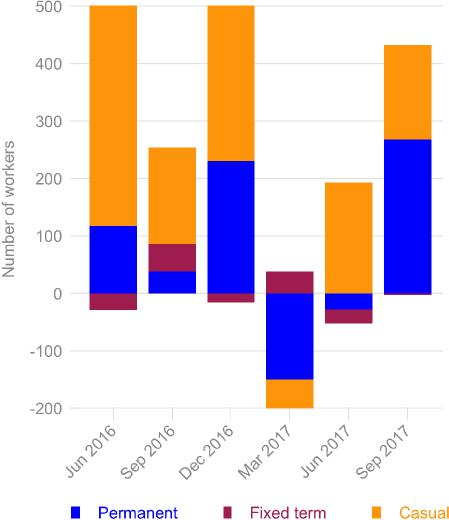 500
400
300
200
100
0
-100
-200
Number of workers
Jun 2016
Sep 2016
Dec 2016
Mar 2017
Jun 2017
Sep 2017
Permanent Fixed term Casual